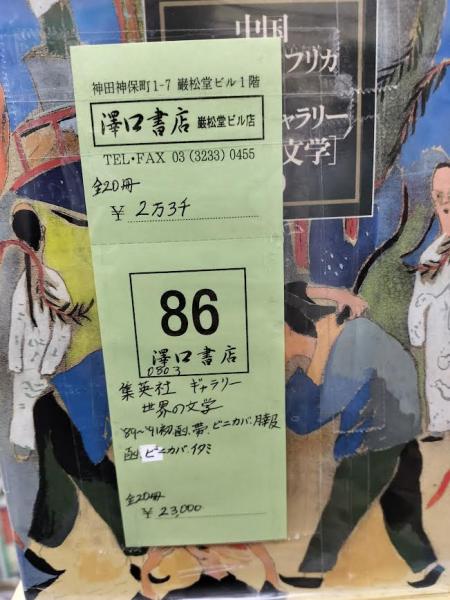 中国
フリカ
ャラリー
文学]
神田神保町1-7 巌松堂ビル1階
澤口書店 巌松堂ビル店
TEL・FAX 03(3233)0455
全20冊
¥ 2万3千
86
澤口書店
0803
集英社 ギャラリー
世界の文学
'89~'91初函、帯、ビニカバ、月報
函、ビニカバ、イタミ
全20冊
¥23,000